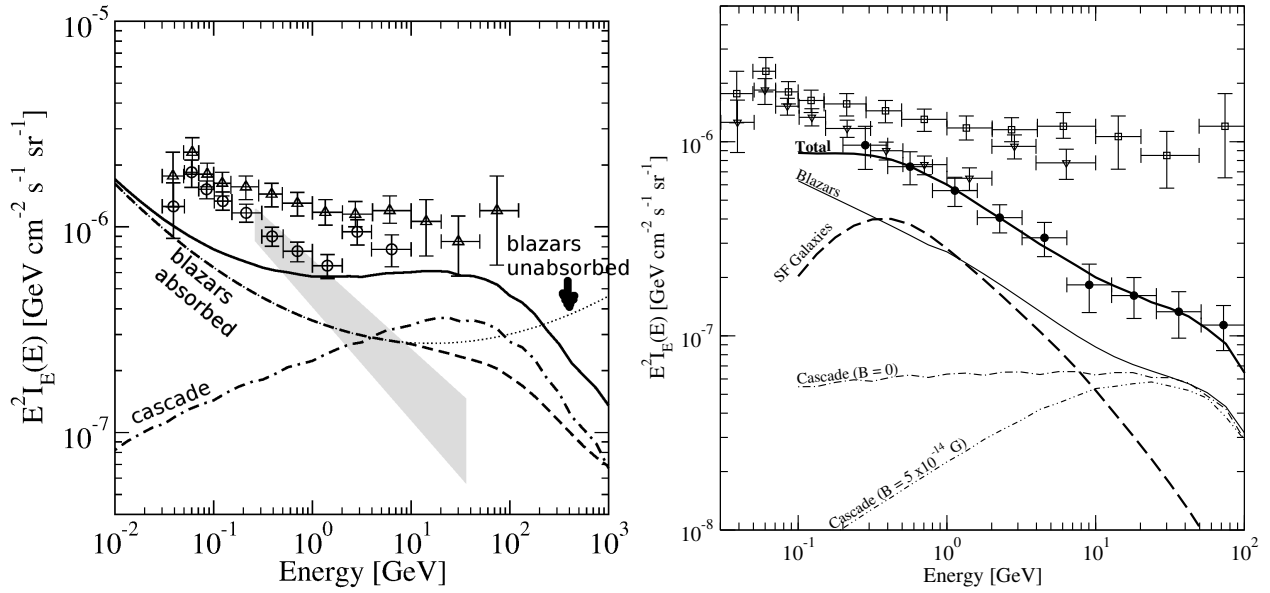 10^-5
10^-6
10^-7
E^2I_E(E) [GeV cm^-2 s^-1 sr^-1]
blazars
unabsorbed
blazars
absorbed
cascade
10^-2
10^-1
10^0
10^1
10^2
10^3
Energy [GeV]
10^-6
10^-7
10^-8
E^2I_E(E) [GeV cm^-2 s^-1 sr^-1]
Total
Blazars
SF Galaxies
Cascade (B = 0)
Cascade (B = 5 x10^-14 G)
10^-1
10^0
10^1
10^2
Energy [GeV]